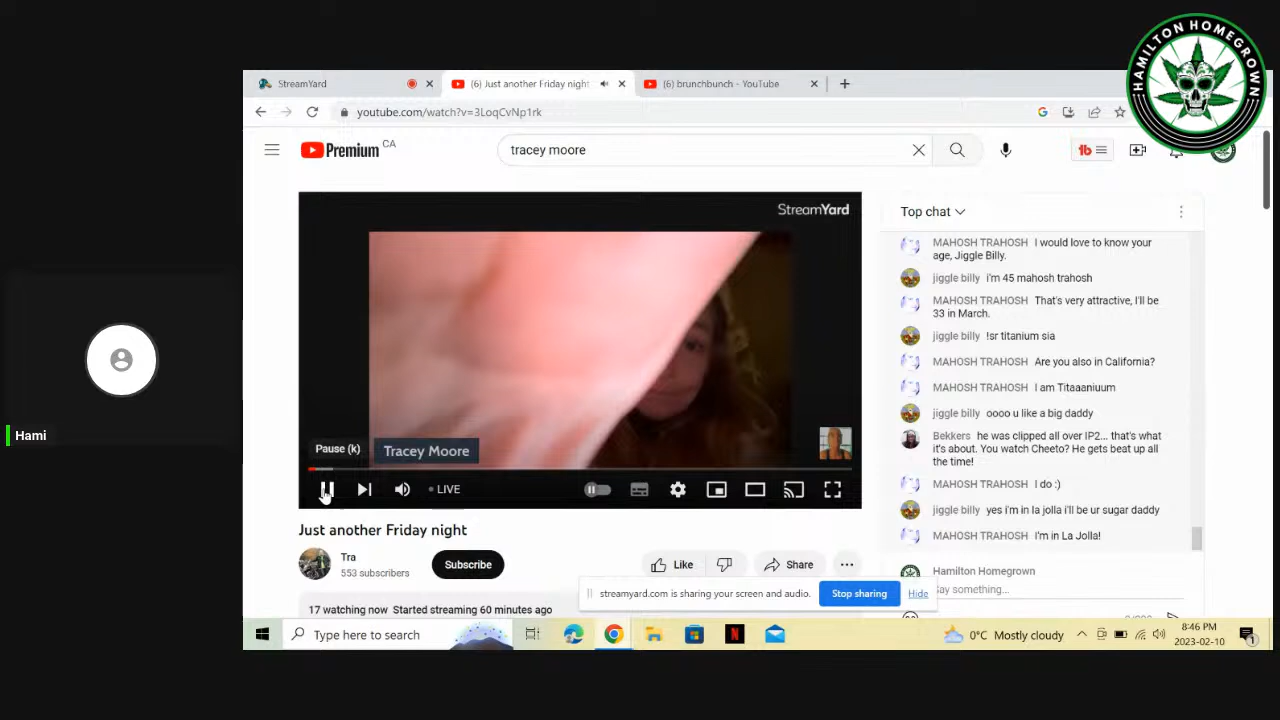 HAMILTON HOMEGROWN
StreamYard
(6) Just another Friday night
(6) brunchbunch - YouTube
youtube.com/watch?v=3LoqCvNp1rk
Premium CA
tracey moore
StreamYard
Top chat
MAHOSH TRAHOSH I would love to know your
age, Jiggle Billy.
jiggle billy i'm 45 mahosh trahosh
MAHOSH TRAHOSH That's very attractive, I'll be
33 in March.
jiggle billy !sr titanium sia
MAHOSH TRAHOSH Are you also in California?
MAHOSH TRAHOSH I am Titaaaniuum
jiggle billy oooo u like a big daddy
Bekkers he was clipped all over IP2... that's what
it's about. You watch Cheeto? He gets beat up all
the time!
MAHOSH TRAHOSH I do :)
jiggle billy yes i'm in la jolla i'll be ur sugar daddy
MAHOSH TRAHOSH I'm in La Jolla!
Hamilton Homegrown
Say something...
Pause (k)
Tracey Moore
LIVE
Just another Friday night
Tra
553 subscribers
Subscribe
Like
Share
17 watching now Started streaming 60 minutes ago
streamyard.com is sharing your screen and audio.
Stop sharing
Hide
Hami
Type here to search
N
0°C Mostly cloudy
8:46 PM
2023-02-10
1